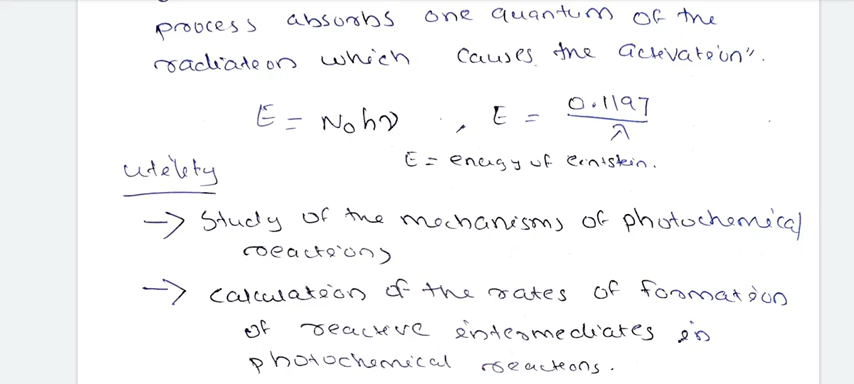 process absorbs one quantum of the
radiation which causes the activation".
E = N₀hν , E = 0.1197/λ
E = energy of einstein.
Utility
→ Study of the mechanisms of photochemical
reactions
→ Calculation of the rates of formation
of reactive intermediates in
photochemical reactions.